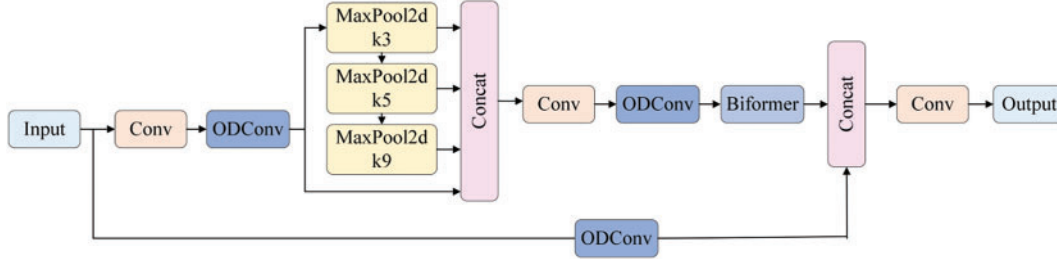 Input
Conv
ODConv
MaxPool2d
k3
MaxPool2d
k5
MaxPool2d
k9
Concat
Conv
ODConv
Biformer
Concat
Conv
Output
ODConv